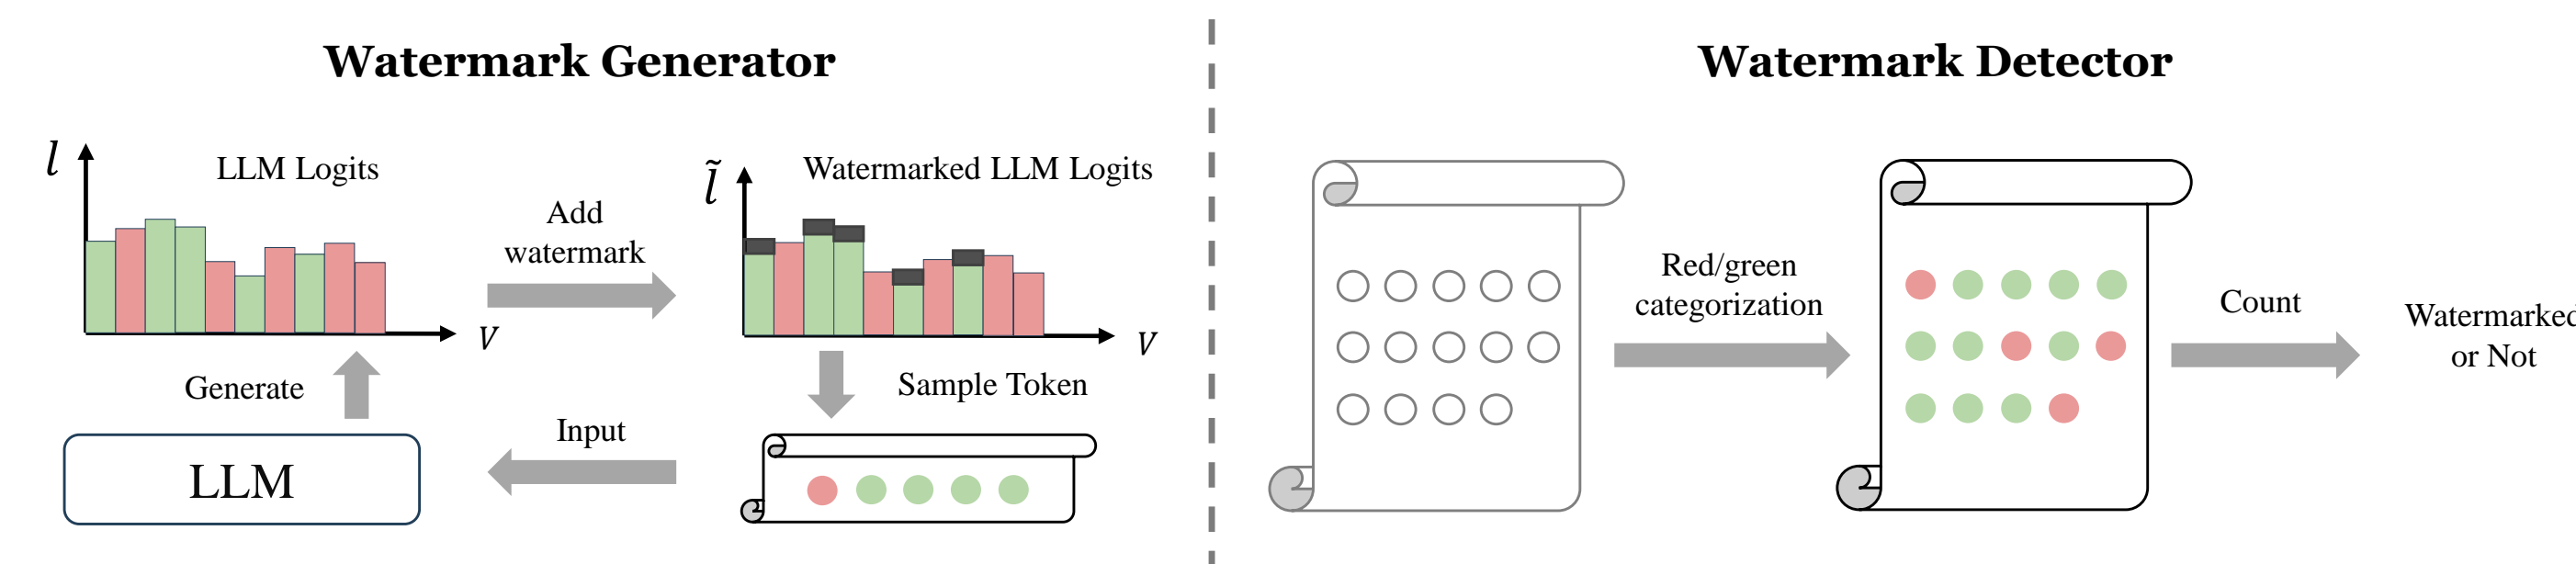 Watermark Generator
l
LLM Logits
V
Add
watermark
l̃
Watermarked LLM Logits
V
Generate
Sample Token
LLM
Input
Watermark Detector
Red/green
categorization
Count
Watermarked
or Not